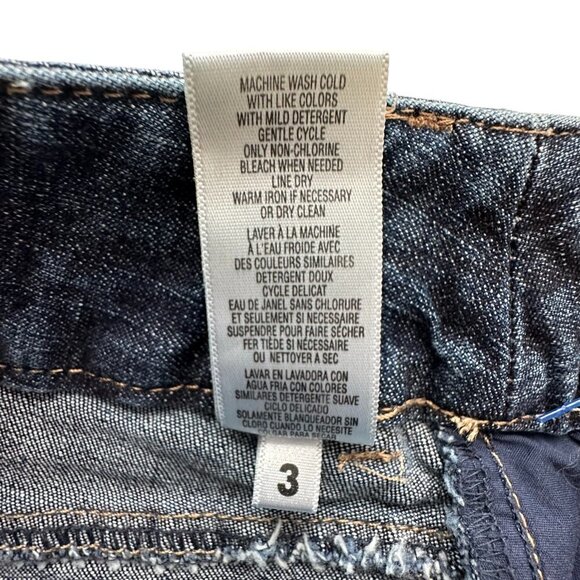 MACHINE WASH COLD
WITH LIKE COLORS
WITH MILD DETERGENT
GENTLE CYCLE
ONLY NON-CHLORINE
BLEACH WHEN NEEDED
LINE DRY
WARM IRON IF NECESSARY
OR DRY CLEAN
LAVER À LA MACHINE
À L'EAU FROIDE AVEC
DES COULEURS SIMILAIRES
DETERGENT DOUX
CYCLE DELICAT
EAU DE JANEL SANS CHLORURE
ET SEULEMENT SI NÉCESSAIRE
SUSPENDRE POUR FAIRE SÉCHER
FER TIÈDE SI NÉCESSAIRE
OU NETTOYER A SEC
LAVAR EN LAVADORA CON
AGUA FRIA CON COLORES
SIMILARES DETERGENTE SUAVE
CICLO DELICADO
SOLAMENTE BLANQUEADOR SIN
CLORO CUANDO LO NECESITE
COLGAR PARA SECAR
3